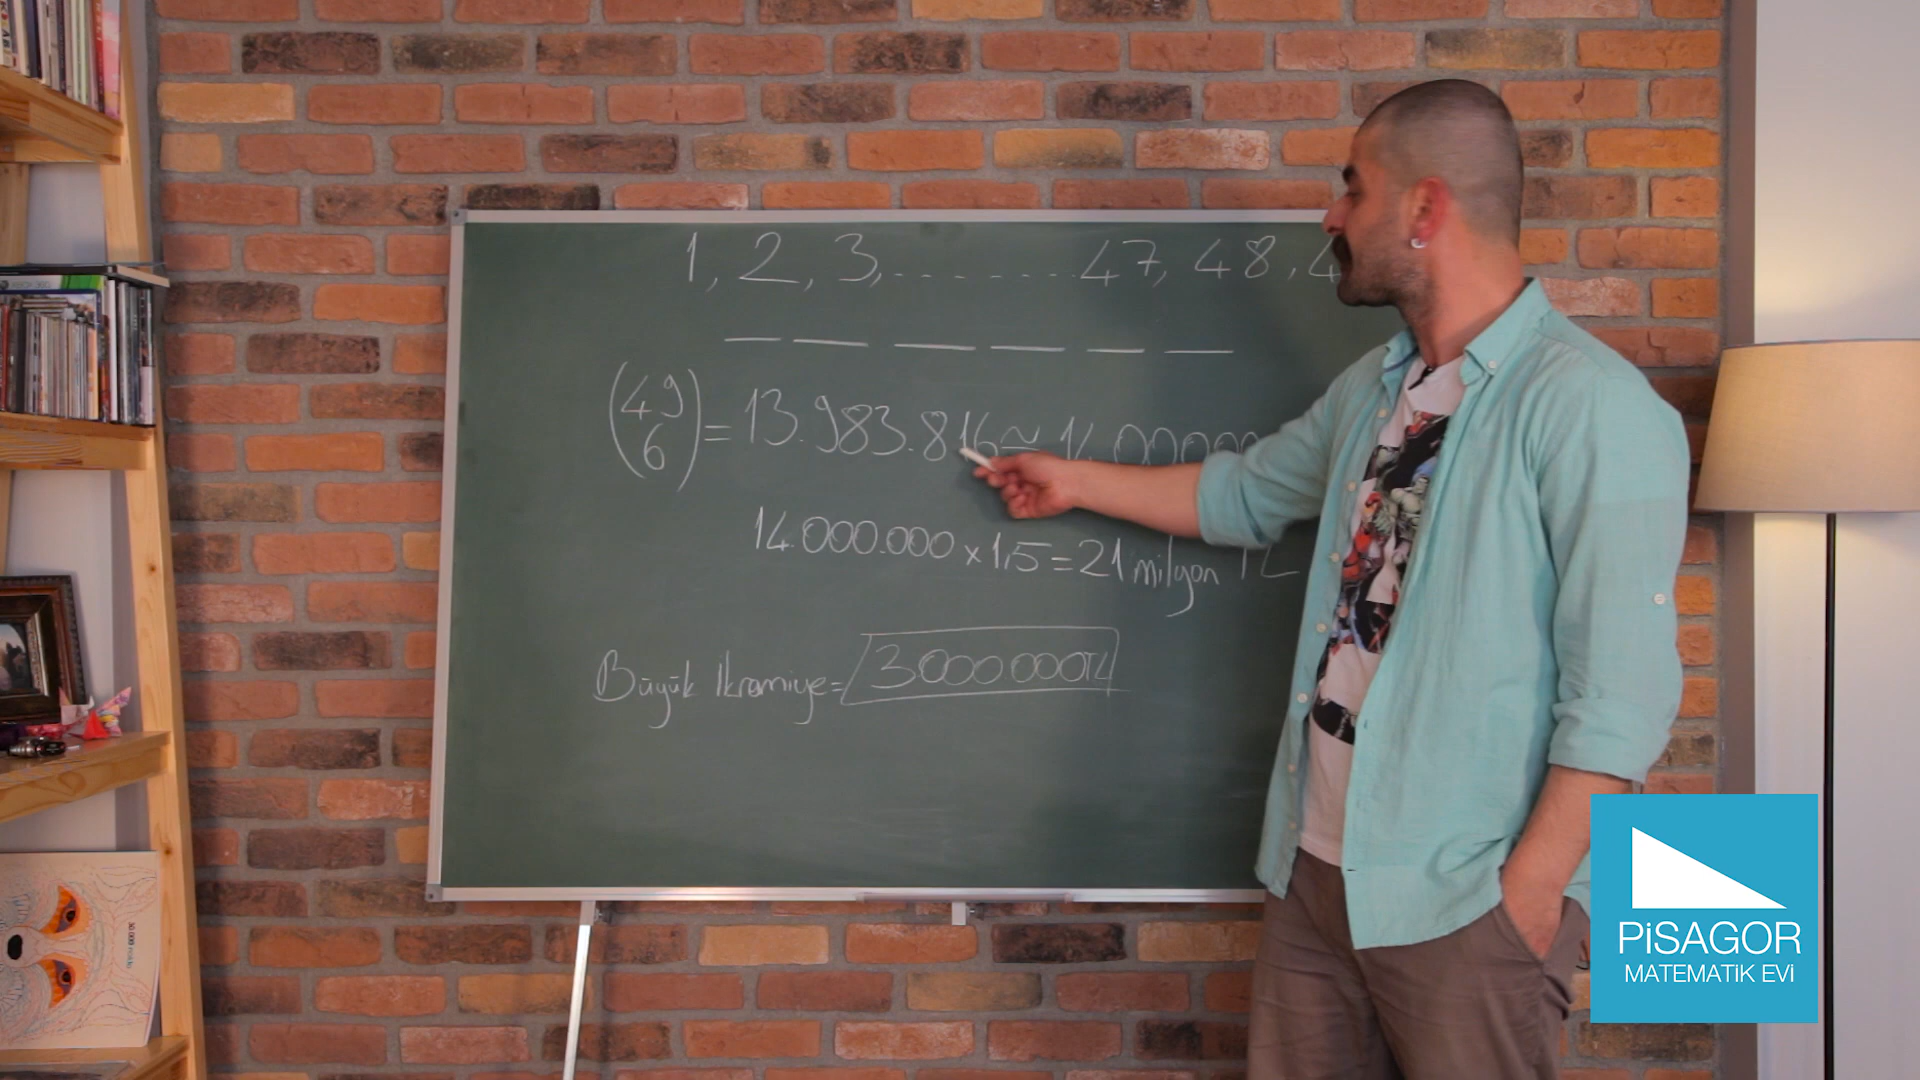 1, 2, 3, - - - - - - - - 47, 48, 4
(49 6) = 13.983.816 ≅ 14.00000
14.000.000 x 1,5 = 21 milyon TL
Büyük İkramiye = 3000000TL
PiSAGOR
MATEMATiK EVi